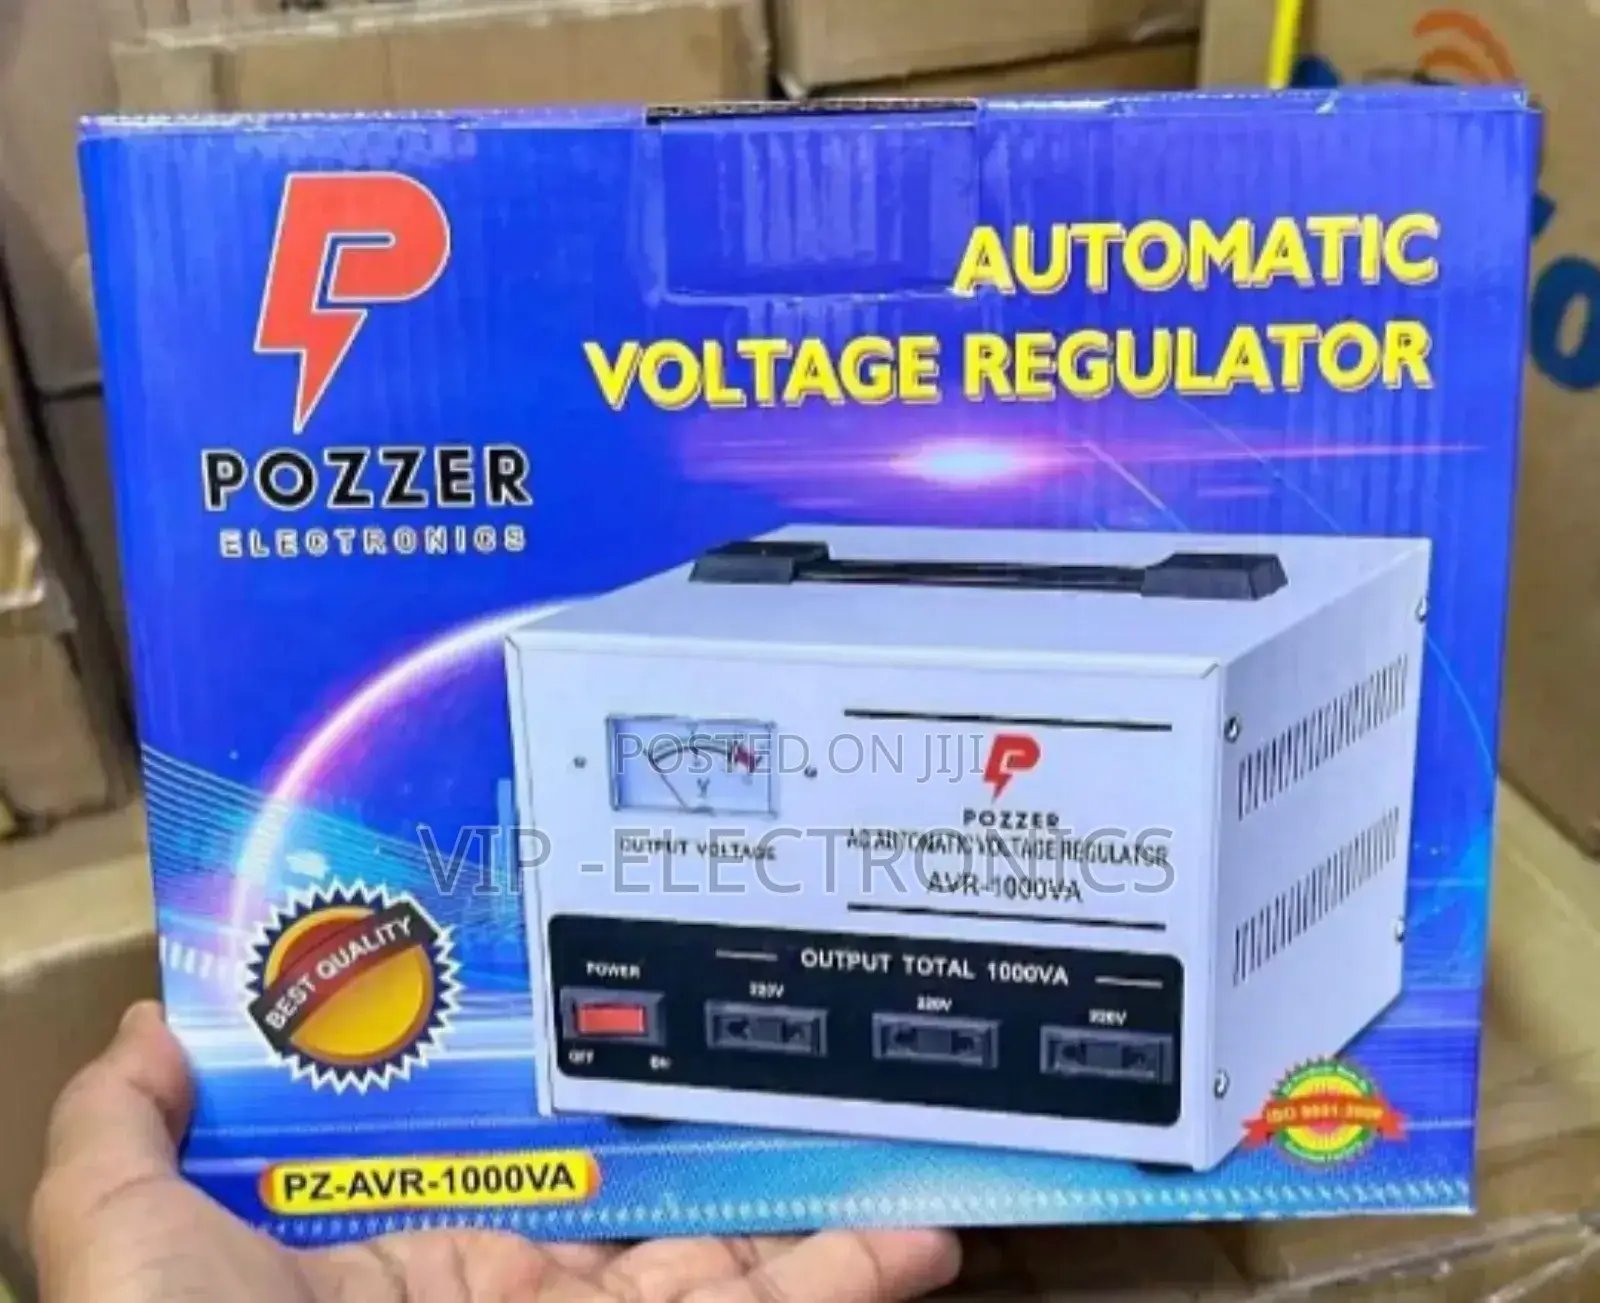 AUTOMATIC
VOLTAGE REGULATOR
POZZER
ELECTRONICS
POSTED ON JIJI
VIP -ELECTRONICS
OUTPUT VOLTAGE
V
POZZER
AC AUTOMATIC VOLTAGE REGULATOR
AVR-1000VA
OUTPUT TOTAL 1000VA
POWER
220V
220V
220V
OFF
ON
BEST QUALITY
PZ-AVR-1000VA